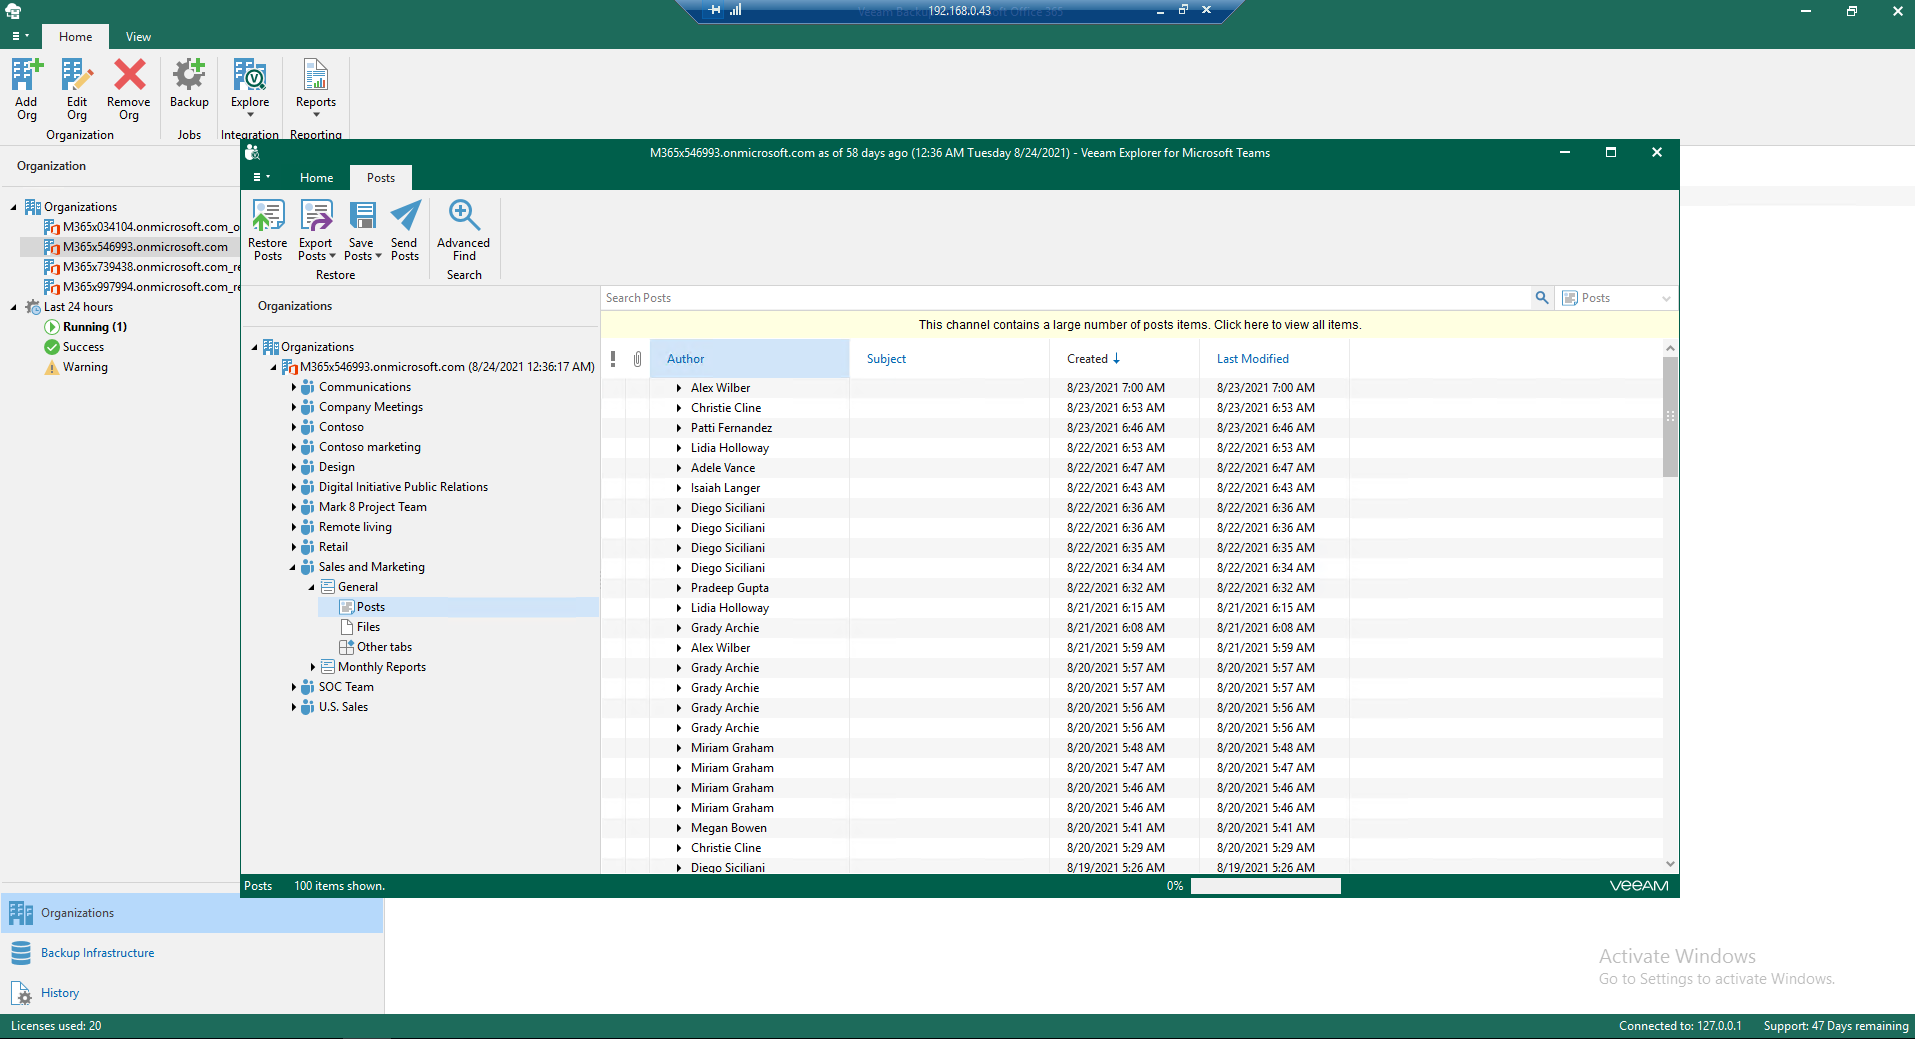 192.168.0.43
Home View
Add Org
Edit Org
Remove Org
Backup
Explore
Reports
Organization Jobs Integration Reporting
Organization
Organizations
M365x034104.onmicrosoft.com_o
M365x546993.onmicrosoft.com
M365x739438.onmicrosoft.com_re
M365x997994.onmicrosoft.com_re
Last 24 hours
Running (1)
Success
Warning
Organizations
Backup Infrastructure
History
M365x546993.onmicrosoft.com as of 58 days ago (12:36 AM Tuesday 8/24/2021) - Veeam Explorer for Microsoft Teams
Home Posts
Restore Posts
Export Posts
Save Posts
Send Posts
Advanced Find
Restore Search
Organizations
Organizations
M365x546993.onmicrosoft.com (8/24/2021 12:36:17 AM)
Communications
Company Meetings
Contoso
Contoso marketing
Design
Digital Initiative Public Relations
Mark 8 Project Team
Remote living
Retail
Sales and Marketing
General
Posts
Files
Other tabs
Monthly Reports
SOC Team
U.S. Sales
Search Posts Posts
This channel contains a large number of posts items. Click here to view all items.
Author Subject Created Last Modified
Alex Wilber 8/23/2021 7:00 AM 8/23/2021 7:00 AM
Christie Cline 8/23/2021 6:53 AM 8/23/2021 6:53 AM
Patti Fernandez 8/23/2021 6:46 AM 8/23/2021 6:46 AM
Lidia Holloway 8/22/2021 6:53 AM 8/22/2021 6:53 AM
Adele Vance 8/22/2021 6:47 AM 8/22/2021 6:47 AM
Isaiah Langer 8/22/2021 6:43 AM 8/22/2021 6:43 AM
Diego Siciliani 8/22/2021 6:36 AM 8/22/2021 6:36 AM
Diego Siciliani 8/22/2021 6:36 AM 8/22/2021 6:36 AM
Diego Siciliani 8/22/2021 6:35 AM 8/22/2021 6:35 AM
Diego Siciliani 8/22/2021 6:34 AM 8/22/2021 6:34 AM
Pradeep Gupta 8/22/2021 6:32 AM 8/22/2021 6:32 AM
Lidia Holloway 8/21/2021 6:15 AM 8/21/2021 6:15 AM
Grady Archie 8/21/2021 6:08 AM 8/21/2021 6:08 AM
Alex Wilber 8/21/2021 5:59 AM 8/21/2021 5:59 AM
Grady Archie 8/20/2021 5:57 AM 8/20/2021 5:57 AM
Grady Archie 8/20/2021 5:57 AM 8/20/2021 5:57 AM
Grady Archie 8/20/2021 5:56 AM 8/20/2021 5:56 AM
Grady Archie 8/20/2021 5:56 AM 8/20/2021 5:56 AM
Miriam Graham 8/20/2021 5:48 AM 8/20/2021 5:48 AM
Miriam Graham 8/20/2021 5:47 AM 8/20/2021 5:47 AM
Miriam Graham 8/20/2021 5:46 AM 8/20/2021 5:46 AM
Miriam Graham 8/20/2021 5:46 AM 8/20/2021 5:46 AM
Megan Bowen 8/20/2021 5:41 AM 8/20/2021 5:41 AM
Christie Cline 8/20/2021 5:29 AM 8/20/2021 5:29 AM
Diego Siciliani 8/19/2021 5:26 AM 8/19/2021 5:26 AM
Posts 100 items shown. 0% VEEAM
Activate Windows
Go to Settings to activate Windows.
Licenses used: 20 Connected to: 127.0.0.1 Support: 47 Days remaining